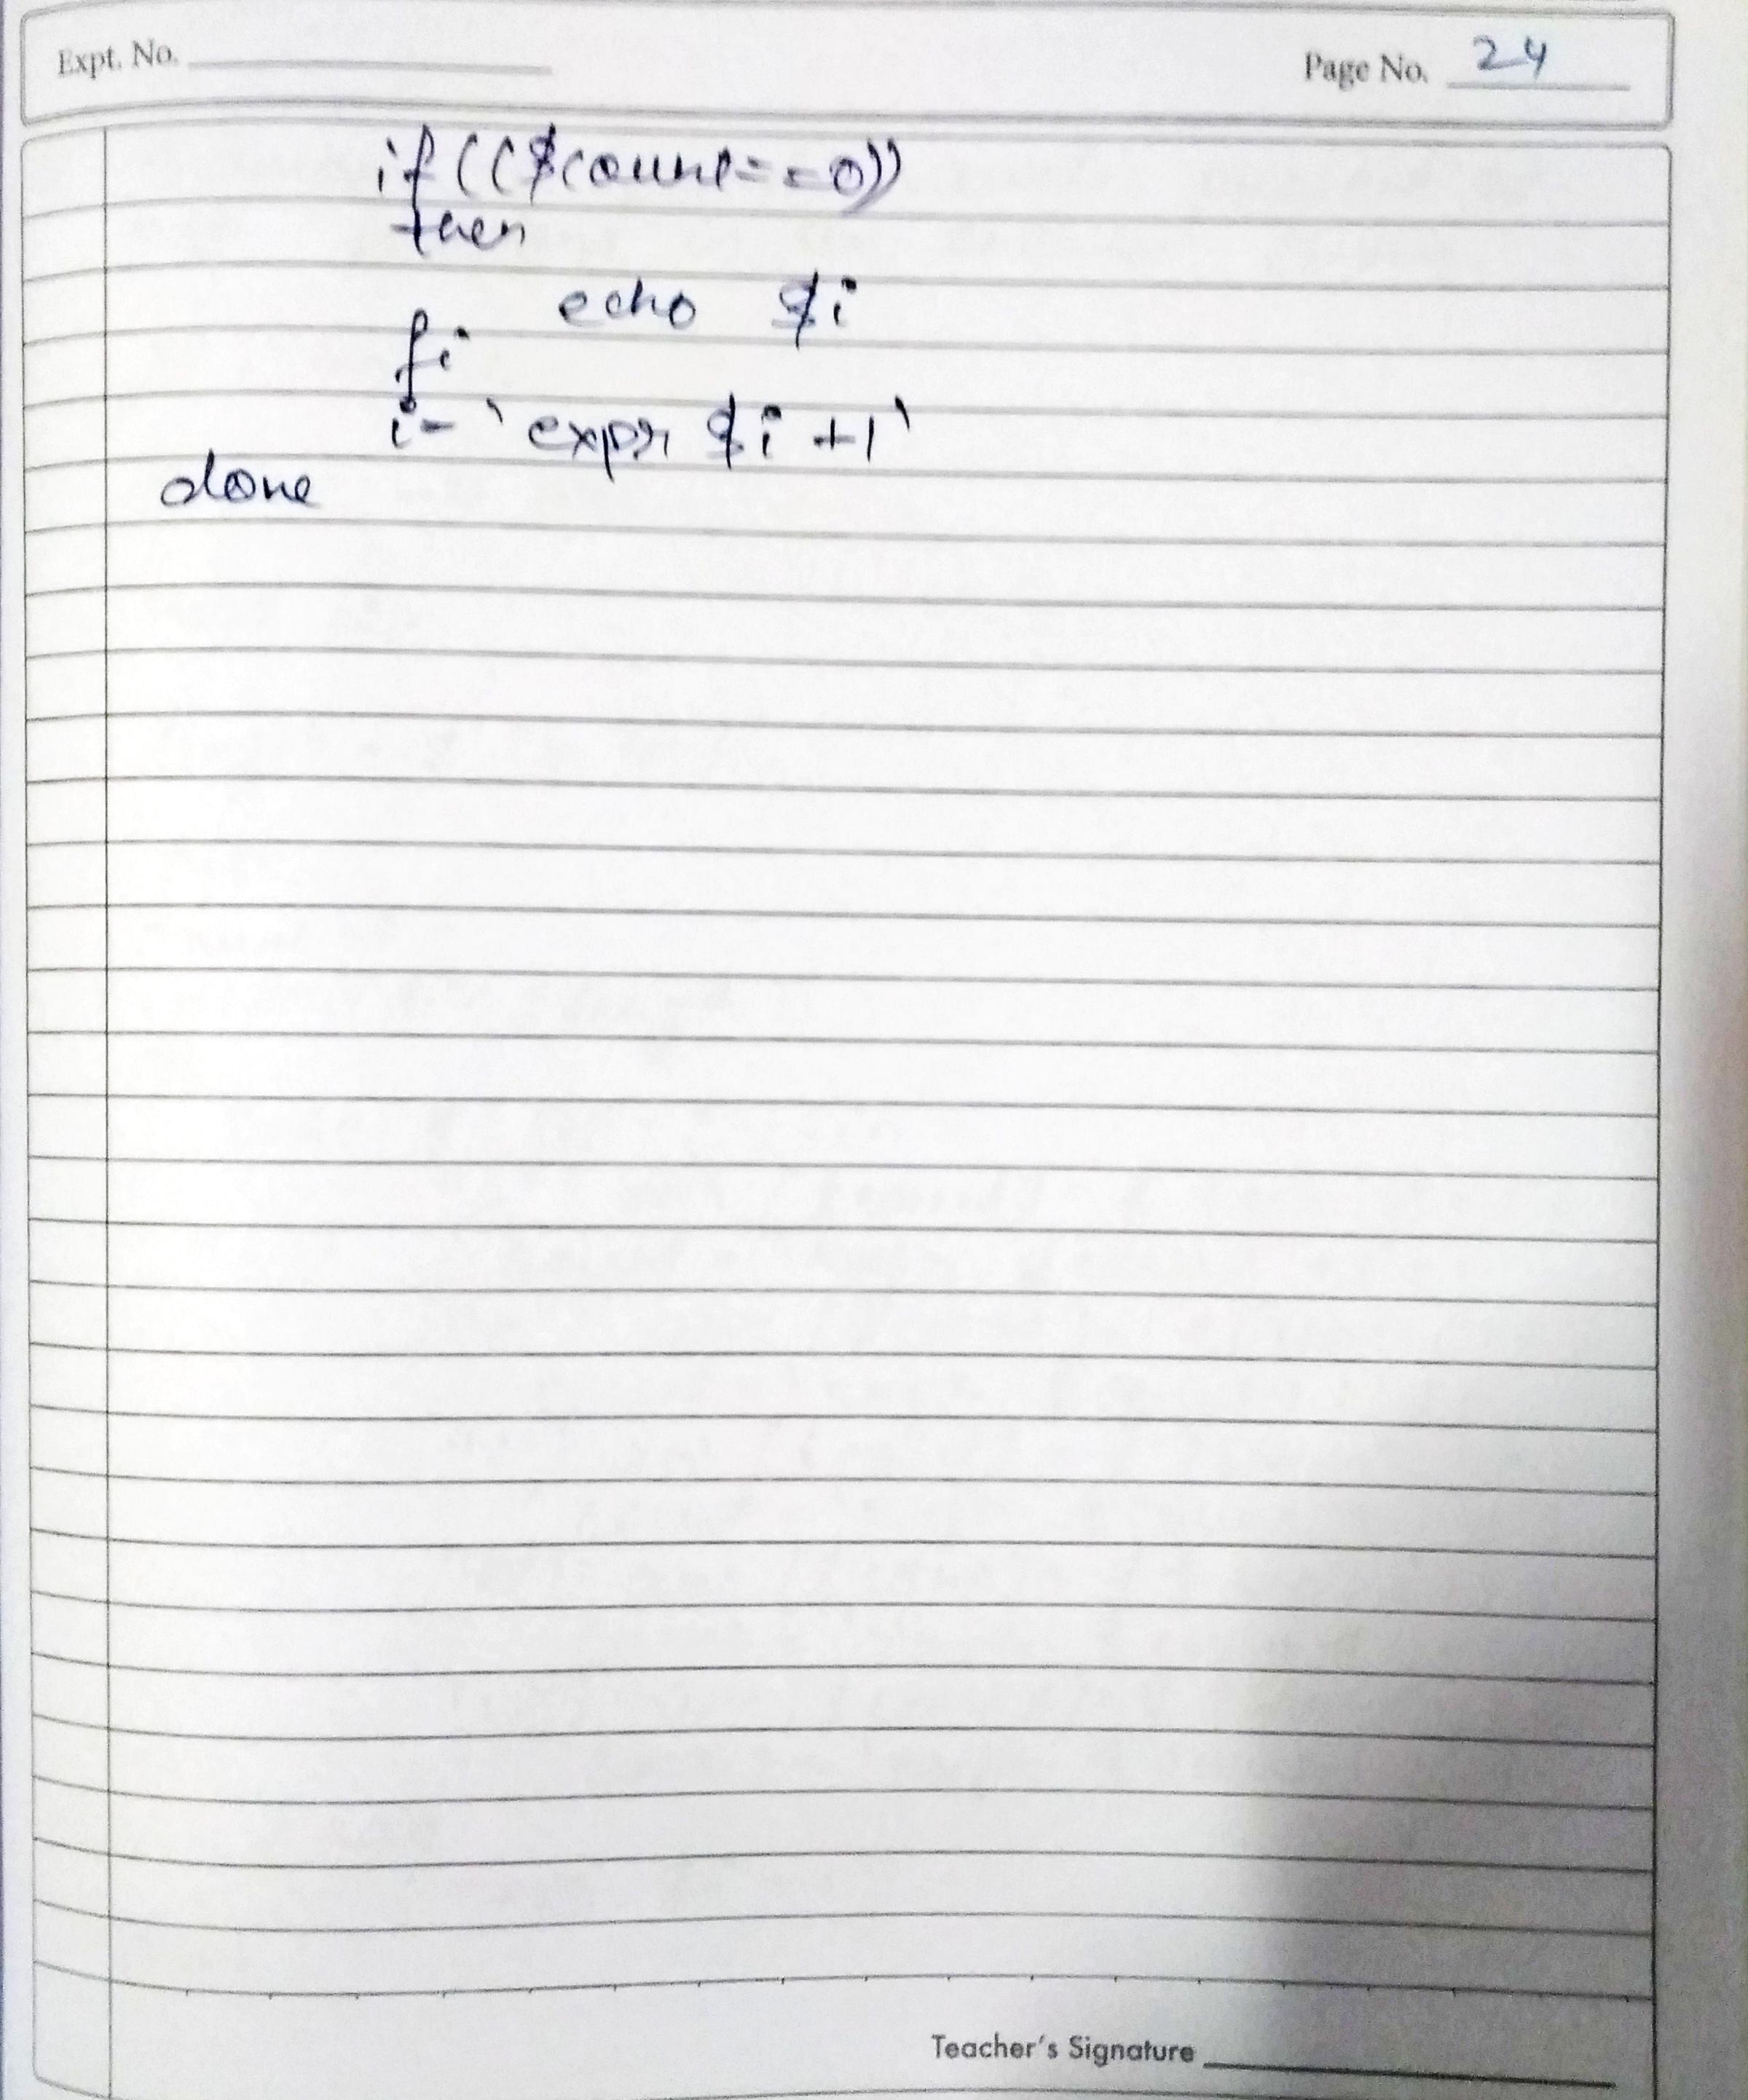 Expt. No.
Page No. 24
if(($count==0))
then
echo $i
fi
i=`expr $i +1`
done
Teacher's Signature